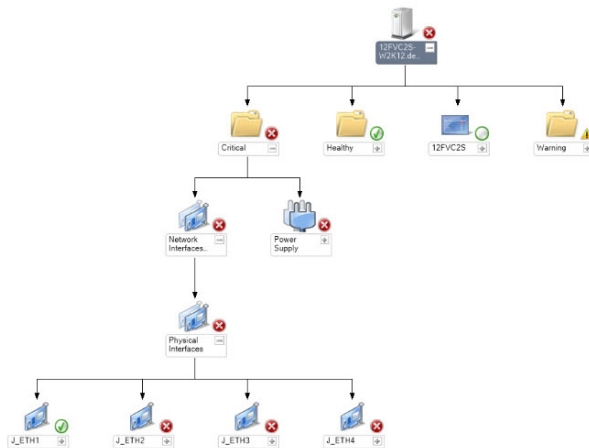 12FVC2S-
W2K12.de...
Critical
Healthy
12FVC2S
Warning
Network
Interfaces...
Power
Supply
Physical
Interfaces
J_ETH1
J_ETH2
J_ETH3
J_ETH4